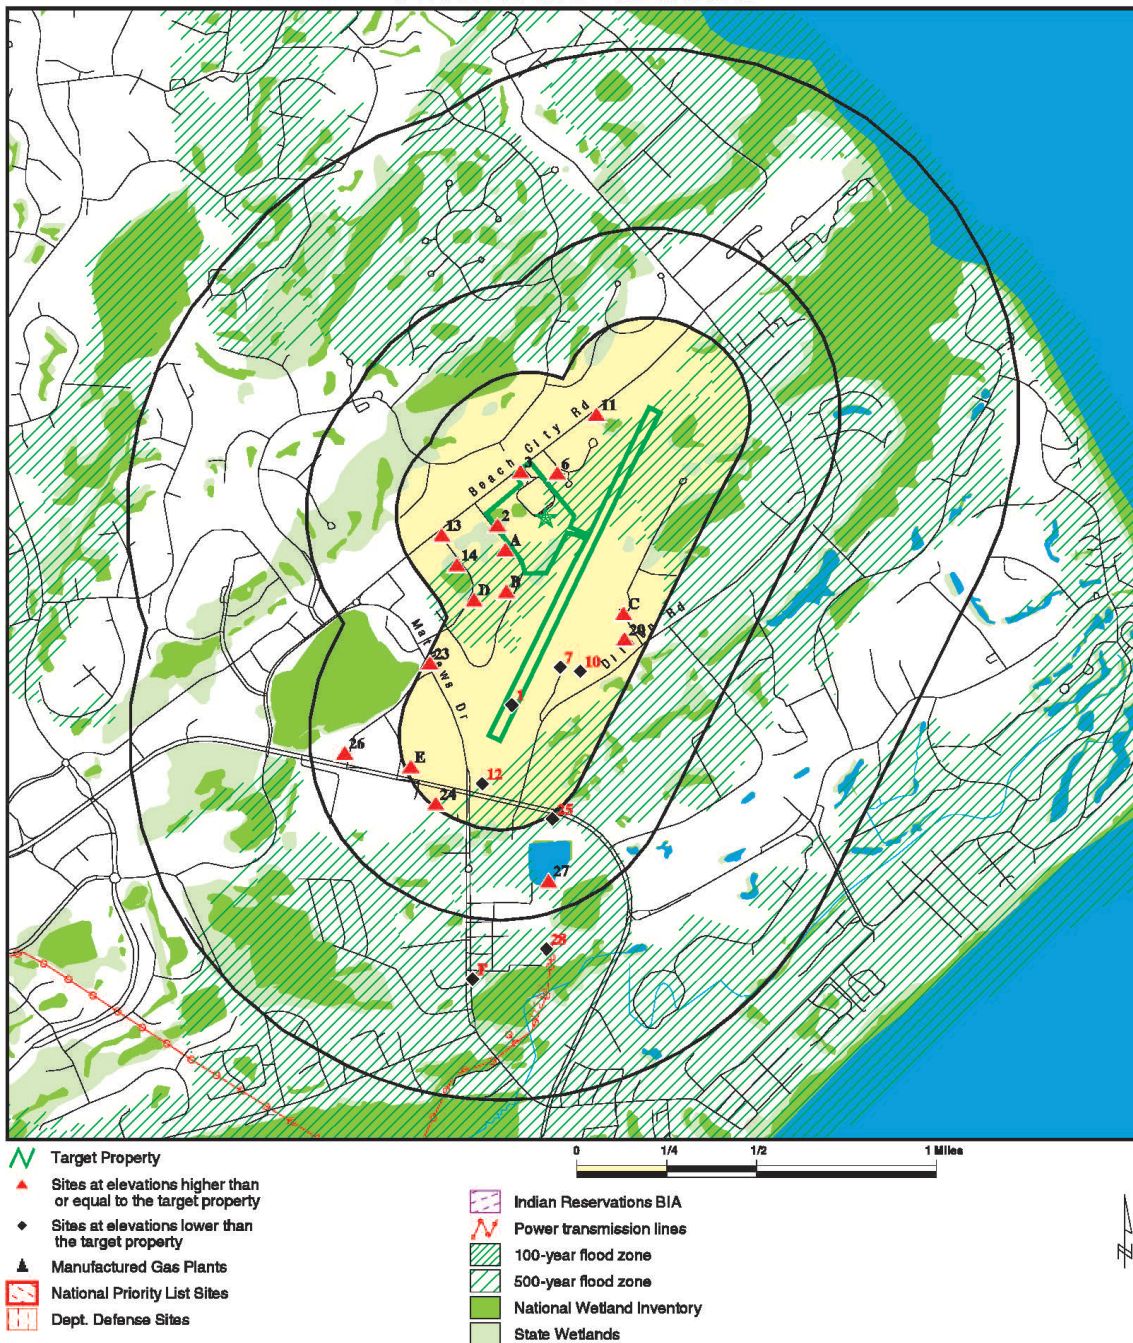 11
Beach City Rd
3
6
2
13
A
14
B
D
C
20
Dillon Rd
Mathews Dr
23
7
10
1
26
E
12
24
25
27
28
F
Target Property
Sites at elevations higher than
or equal to the target property
Sites at elevations lower than
the target property
Manufactured Gas Plants
National Priority List Sites
Dept. Defense Sites
0 1/4 1/2 1 Miles
Indian Reservations BIA
Power transmission lines
100-year flood zone
500-year flood zone
National Wetland Inventory
State Wetlands
N